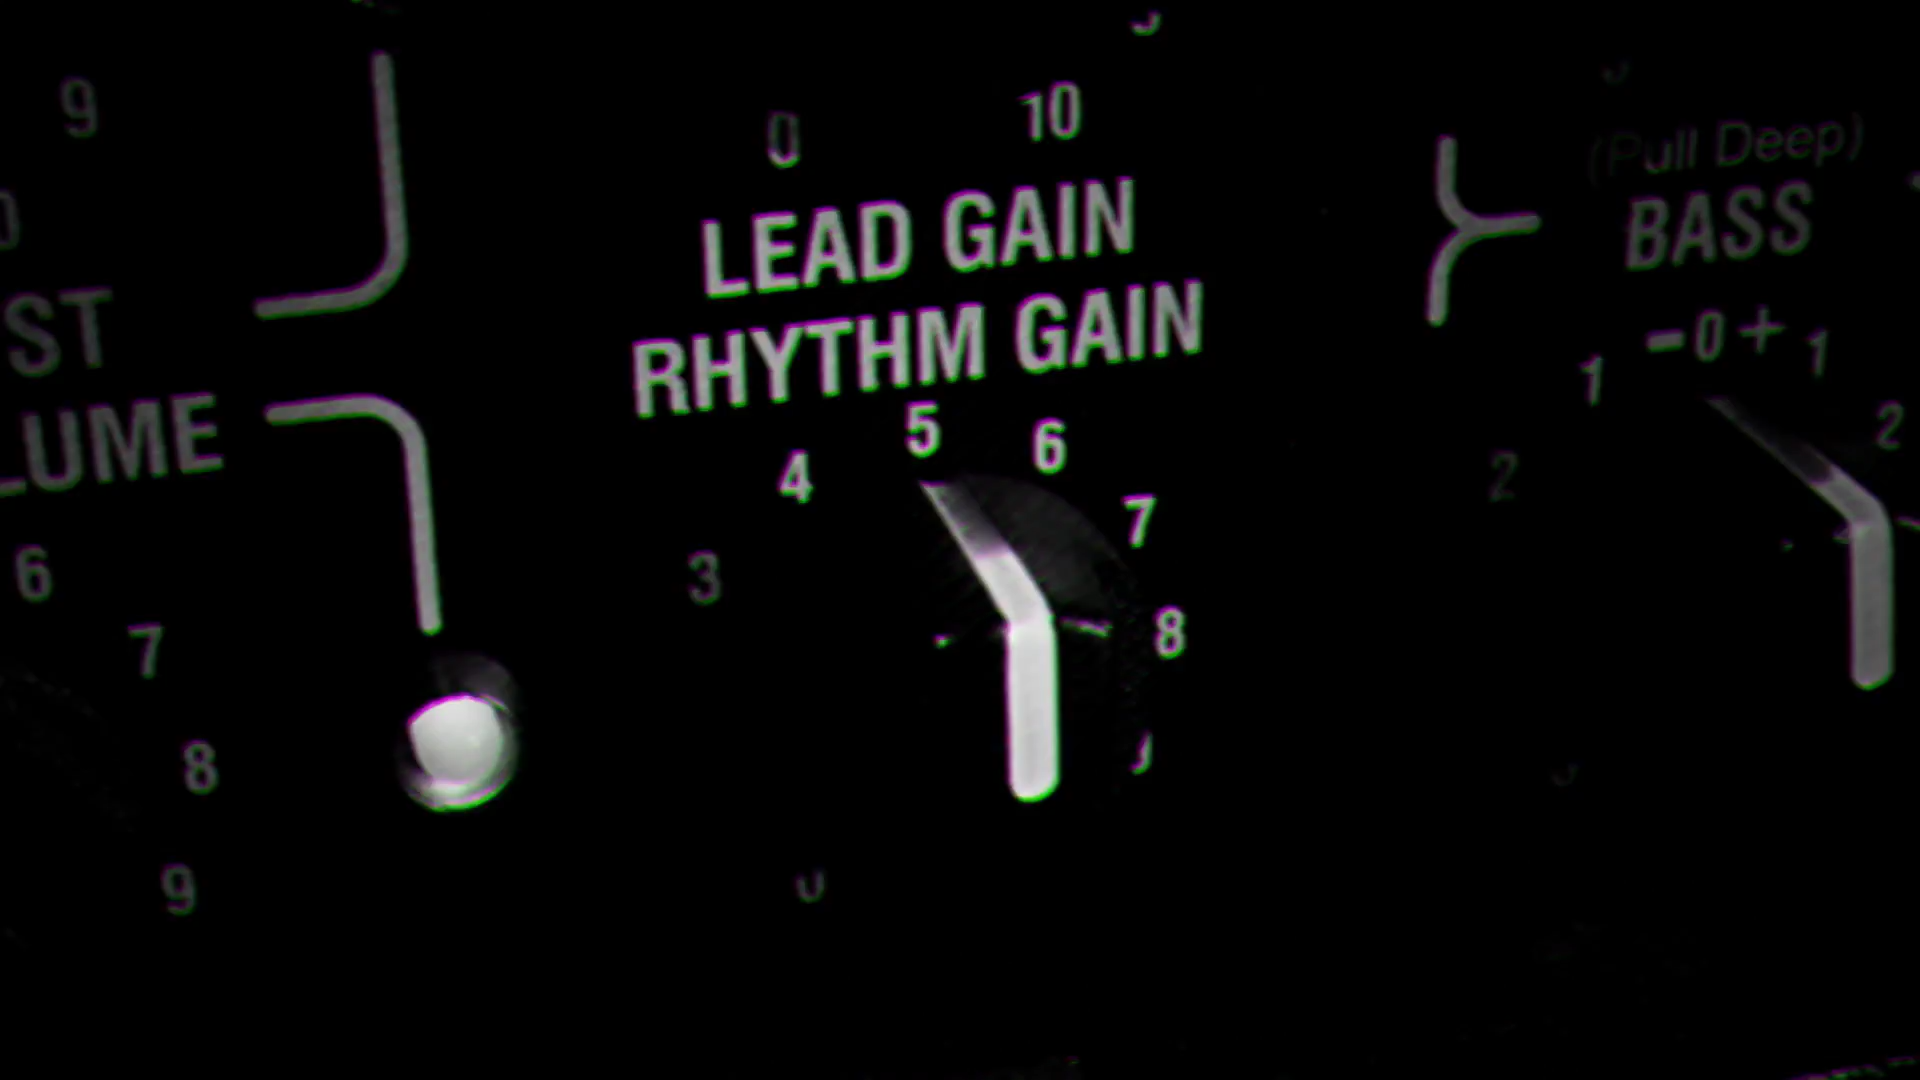 9
0 10
LEAD GAIN
RHYTHM GAIN
3 4 5 6 7 8
(Pull Deep)
BASS
- 0 +
2 1 1 2
ST
LUME
6
7
8
9